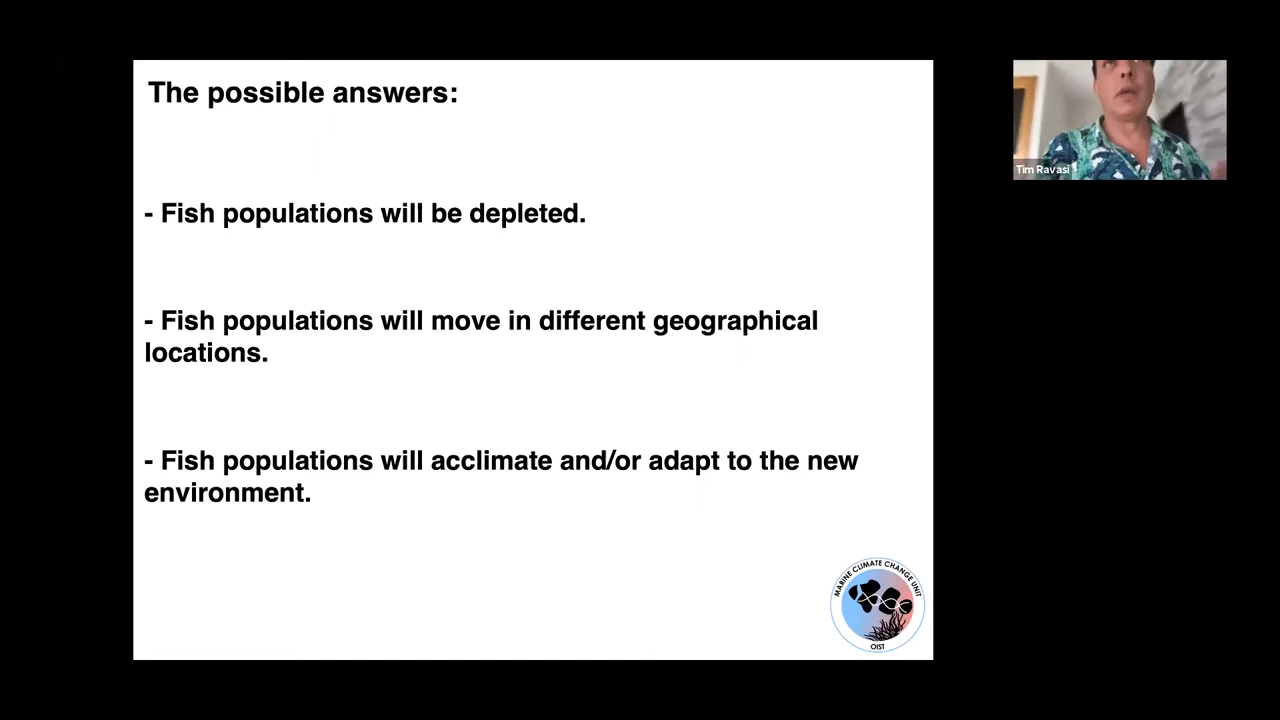 The possible answers:
- Fish populations will be depleted.
- Fish populations will move in different geographical
locations.
- Fish populations will acclimate and/or adapt to the new
environment.
MARINE CLIMATE CHANGE UNIT
OIST
Tim Ravasi